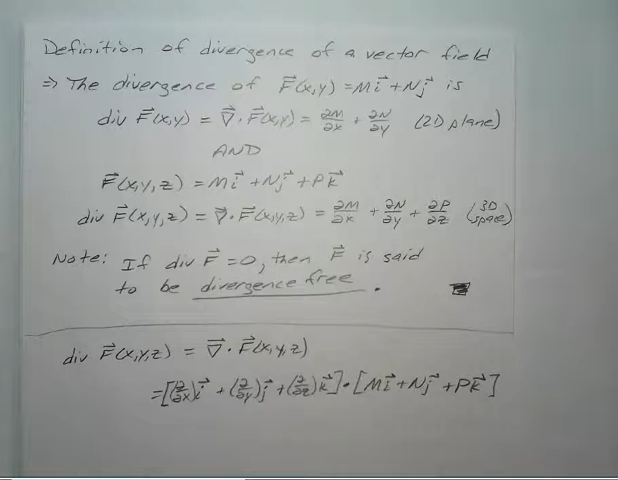 Definition of divergence of a vector field
⇒ The divergence of F⃗(x,y) = Mi⃗ + Nj⃗ is
div F⃗(x,y) = ∇⃗ · F⃗(x,y) = ∂M/∂x + ∂N/∂y (2D plane)
AND
F⃗(x,y,z) = Mi⃗ + Nj⃗ + Pk⃗
div F⃗(x,y,z) = ∇⃗ · F⃗(x,y,z) = ∂M/∂x + ∂N/∂y + ∂P/∂z (3D space)
Note: If div F⃗ = 0, then F⃗ is said
to be divergence free.
div F⃗(x,y,z) = ∇⃗ · F⃗(x,y,z)
= [(∂/∂x)i⃗ + (∂/∂y)j⃗ + (∂/∂z)k⃗] · [Mi⃗ + Nj⃗ + Pk⃗]